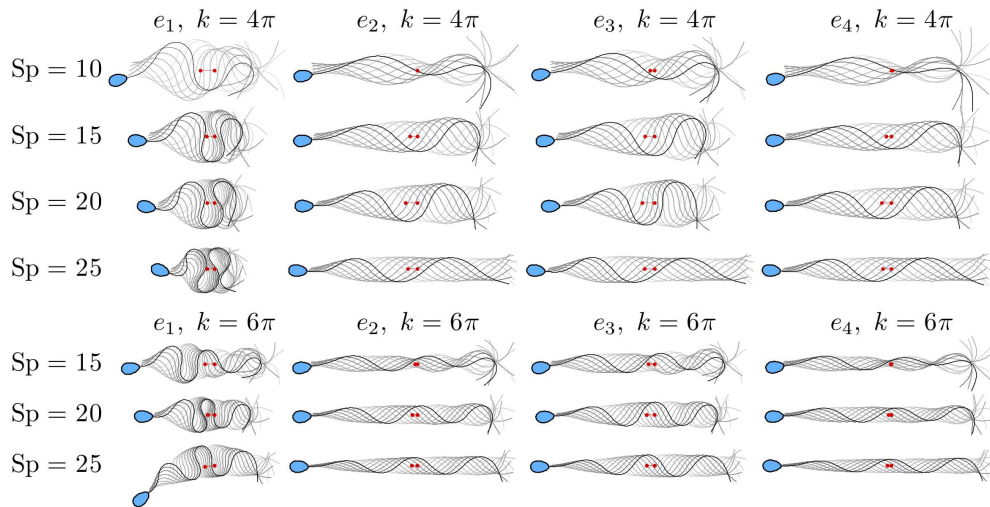 e₁, k = 4π e₂, k = 4π e₃, k = 4π e₄, k = 4π
Sp = 10
Sp = 15
Sp = 20
Sp = 25
e₁, k = 6π e₂, k = 6π e₃, k = 6π e₄, k = 6π
Sp = 15
Sp = 20
Sp = 25